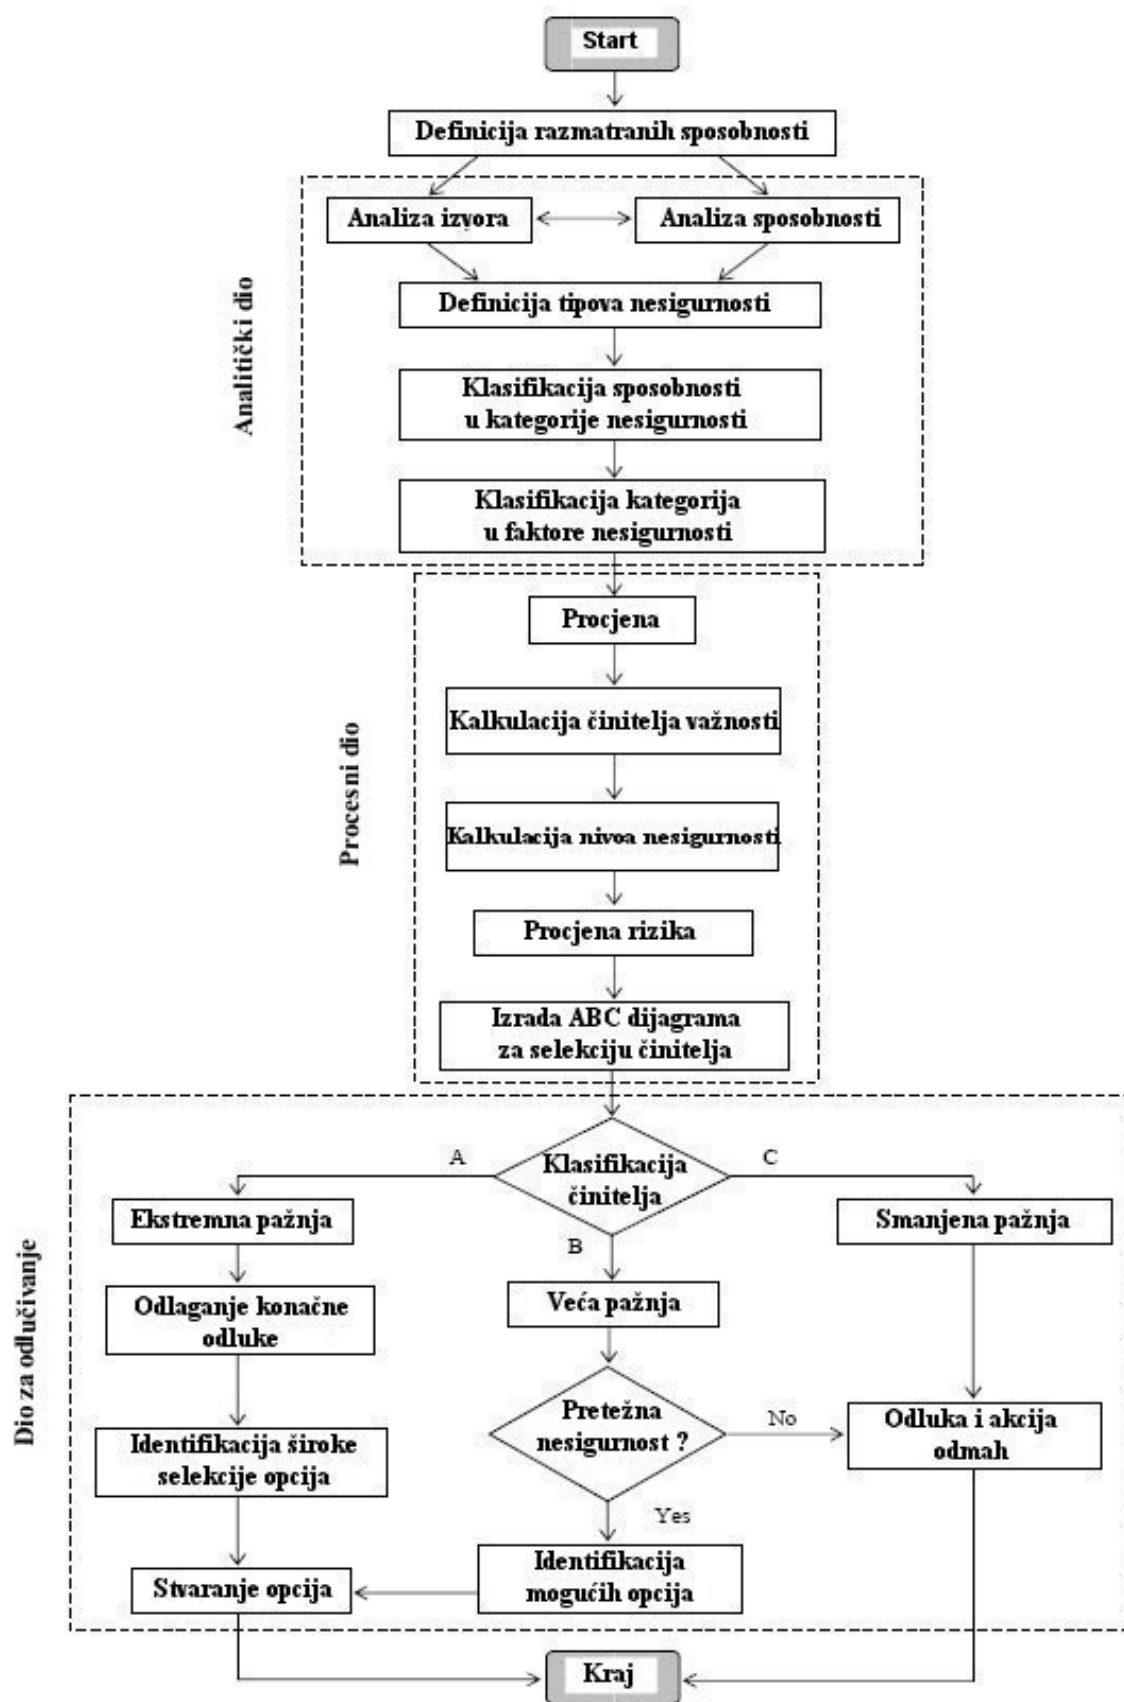 Start
Definicija razmatranih sposobnosti
Analitički dio
Analiza izvora
Analiza sposobnosti
Definicija tipova nesigurnosti
Klasifikacija sposobnosti
u kategorije nesigurnosti
Klasifikacija kategorija
u faktore nesigurnosti
Procesni dio
Procjena
Kalkulacija činitelja važnosti
Kalkulacija nivoa nesigurnosti
Procjena rizika
Izrada ABC dijagrama
za selekciju činitelja
Dio za odlučivanje
A
Klasifikacija
činitelja
C
B
Ekstremna pažnja
Smanjena pažnja
Veća pažnja
Odlaganje konačne
odluke
Pretežna
nesigurnost ?
No
Odluka i akcija
odmah
Identifikacija široke
selekcije opcija
Yes
Identifikacija
mogućih opcija
Stvaranje opcija
Kraj